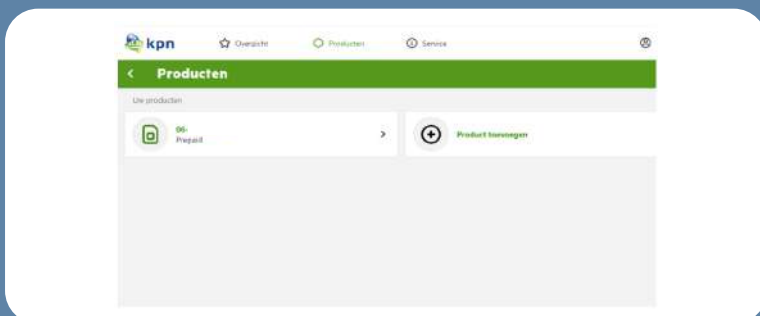 kpn
Overzicht
Producten
Service
Producten
Uw producten
06-
Prepaid
Product toevoegen